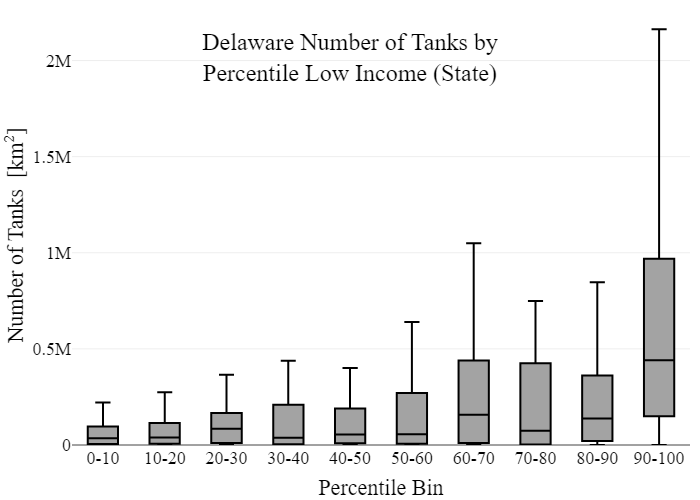 Delaware Number of Tanks by
Percentile Low Income (State)
Number of Tanks [km²]
2M
1.5M
1M
0.5M
0
0-10 10-20 20-30 30-40 40-50 50-60 60-70 70-80 80-90 90-100
Percentile Bin